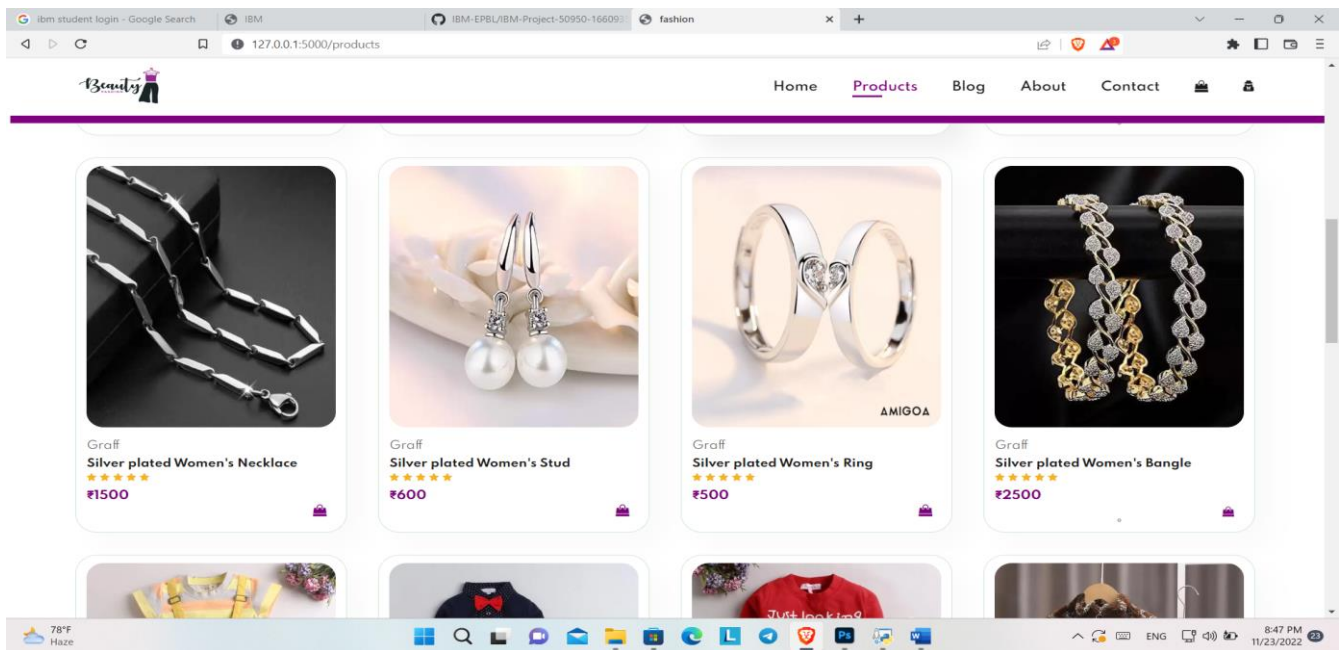 ibm student login - Google Search
IBM
IBM-EPBL/IBM-Project-50950-166093
fashion
127.0.0.1:5000/products
Beauty
Home
Products
Blog
About
Contact
AMIGOA
Graff
Silver plated Women's Necklace
₹1500
Graff
Silver plated Women's Stud
₹600
Graff
Silver plated Women's Ring
₹500
Graff
Silver plated Women's Bangle
₹2500
Just looking
78°F
Haze
ENG
8:47 PM
11/23/2022
23